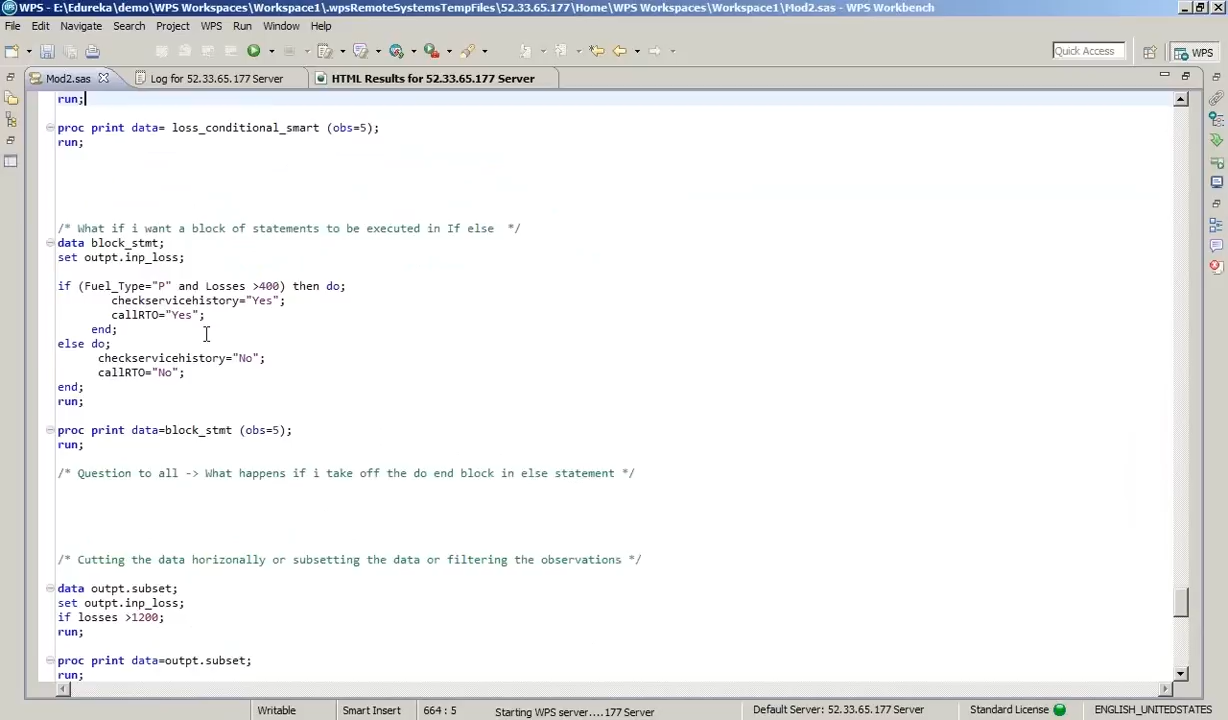 WPS - E:\Edureka\demo\WPS Workspaces\Workspace1\.wpsRemoteSystemsTempFiles\52.33.65.177\Home\WPS Workspaces\Workspace1\Mod2.sas - WPS Workbench
File Edit Navigate Search Project WPS Run Window Help
Quick Access WPS
Mod2.sas Log for 52.33.65.177 Server HTML Results for 52.33.65.177 Server
run;
proc print data= loss_conditional_smart (obs=5);
run;
/* What if i want a block of statements to be executed in If else */
data block_stmt;
set outpt.inp_loss;
if (Fuel_Type="P" and Losses >400) then do;
checkservicehistory="Yes";
callRTO="Yes";
end;
else do;
checkservicehistory="No";
callRTO="No";
end;
run;
proc print data=block_stmt (obs=5);
run;
/* Question to all -> What happens if i take off the do end block in else statement */
/* Cutting the data horizonally or subsetting the data or filtering the observations */
data outpt.subset;
set outpt.inp_loss;
if losses >1200;
run;
proc print data=outpt.subset;
run;
Writable Smart Insert 664 : 5 Starting WPS server....177 Server Default Server: 52.33.65.177 Server Standard License ENGLISH_UNITEDSTATES